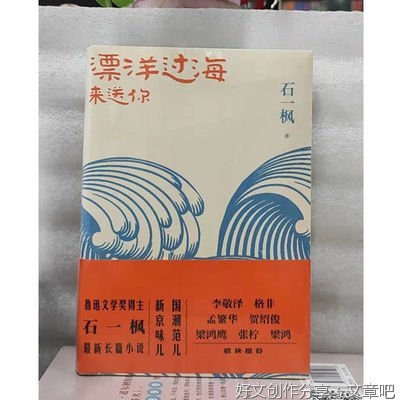 漂洋过海
来送你
石一枫
著
鲁迅文学奖得主
石一枫
最新长篇小说
新京味儿
国潮范儿
李敬泽 格非
孟繁华 贺绍俊
梁鸿鹰 张柠 梁鸿
联袂推荐
好文创作分享－文章吧